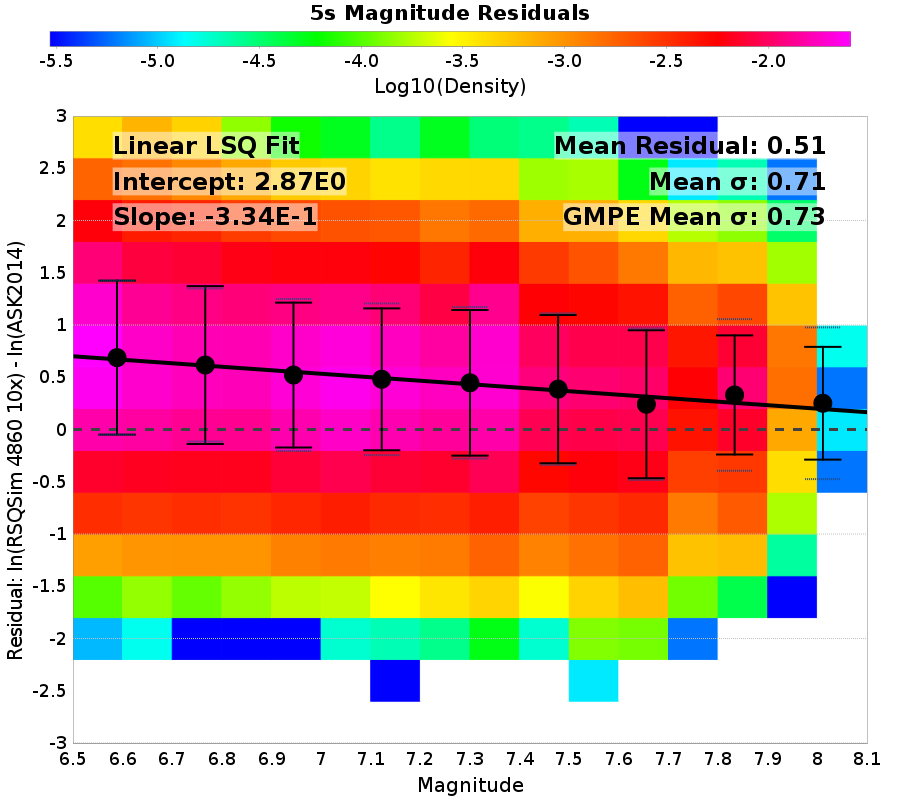 5s Magnitude Residuals
-5.5 -5.0 -4.5 -4.0 -3.5 -3.0 -2.5 -2.0
Log10(Density)
Residual: ln(RSQSim 4860 10x) - ln(ASK2014)
3
2.5
2
1.5
1
0.5
0
-0.5
-1
-1.5
-2
-2.5
-3
Linear LSQ Fit
Intercept: 2.87E0
Slope: -3.34E-1
Mean Residual: 0.51
Mean σ: 0.71
GMPE Mean σ: 0.73
6.5 6.6 6.7 6.8 6.9 7 7.1 7.2 7.3 7.4 7.5 7.6 7.7 7.8 7.9 8 8.1
Magnitude